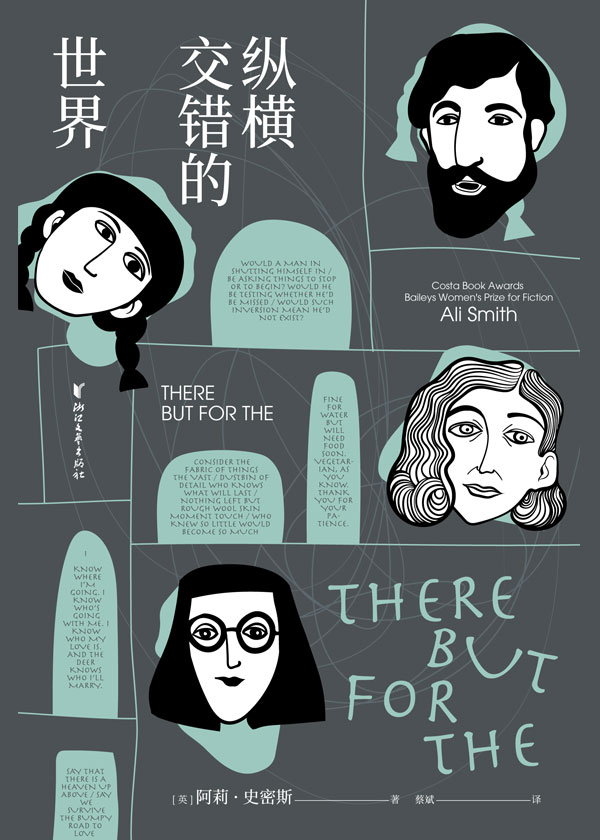 纵横
交错的
世界
WOULD A MAN IN
SHUTTING HIMSELF IN /
BE ASKING THINGS TO STOP
OR TO BEGIN? WOULD HE
BE TESTING WHETHER HE'D
BE MISSED / WOULD SUCH
INVERSION MEAN HE'D
NOT EXIST?
Costa Book Awards
Baileys Women's Prize for Fiction
Ali Smith
THERE
BUT FOR THE
浙江文艺出版社
FINE
FOR
WATER
BUT
WILL
NEED
FOOD
SOON.
VEGETAR-
IAN, AS
YOU
KNOW.
THANK
YOU FOR
YOUR
PA-
TIENCE.
CONSIDER THE
FABRIC OF THINGS
THE VAST / DUSTBIN OF
DETAIL WHO KNOWS
WHAT WILL LAST /
NOTHING LEFT BUT
ROUGH WOOL SKIN
MOMENT TOUCH / WHO
KNEW SO LITTLE WOULD
BECOME SO MUCH
I
KNOW
WHERE
I'M
GOING. I
KNOW
WHO'S
GOING
WITH ME. I
KNOW
WHO MY
LOVE IS.
AND THE
DEER
KNOWS
WHO I'LL
MARRY.
THERE
BUT
FOR
THE
SAY THAT
THERE IS A
HEAVEN UP
ABOVE / SAY
WE
SURVIVE
THE BUMPY
ROAD TO
LOVE
[英] 阿莉·史密斯 著 蔡斌 译